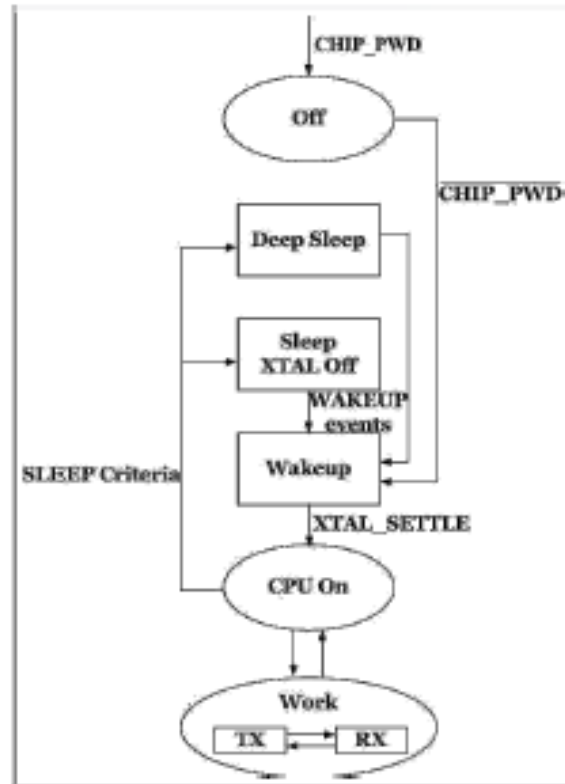 CHIP_PWD
Off
CHIP_PWD
Deep Sleep
Sleep
XTAL Off
WAKEUP
events
Wakeup
SLEEP Criteria
XTAL_SETTLE
CPU On
Work
TX
RX